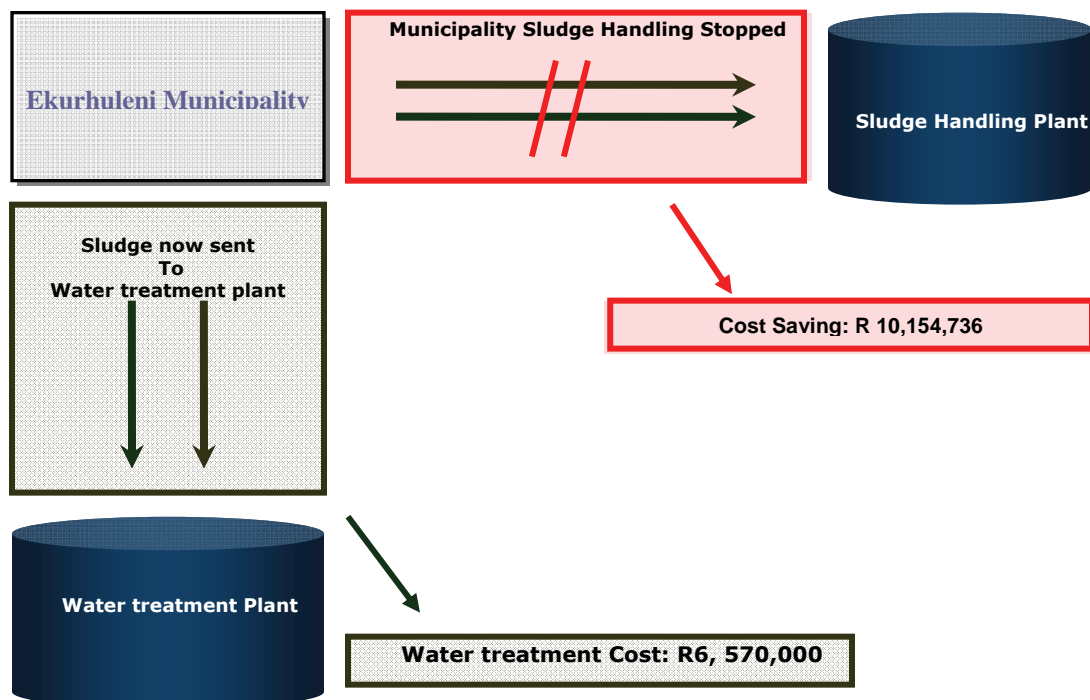 Ekurhuleni Municipality
Municipality Sludge Handling Stopped
Sludge Handling Plant
Sludge now sent
To
Water treatment plant
Cost Saving: R 10,154,736
Water treatment Plant
Water treatment Cost: R6, 570,000